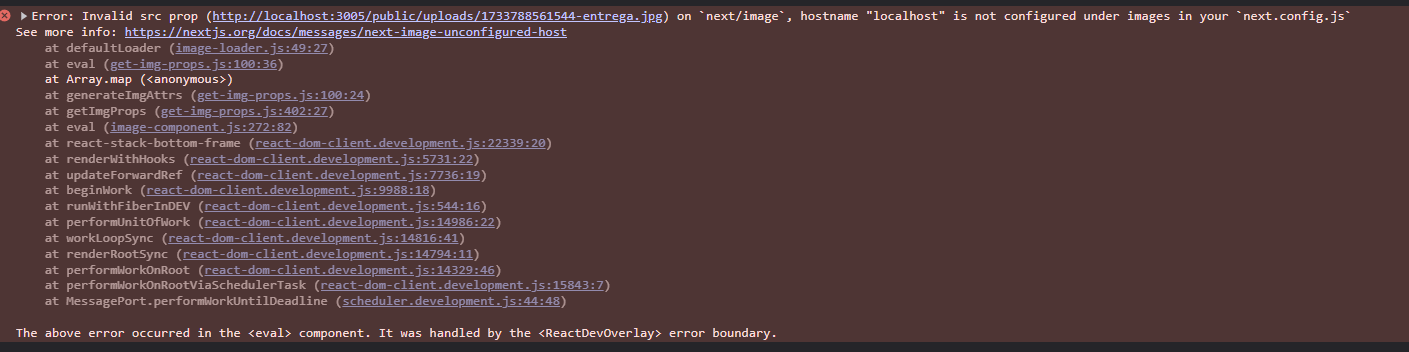 Error: Invalid src prop (http://localhost:3005/public/uploads/1733788561544-entrega.jpg) on `next/image`, hostname "localhost" is not configured under images in your `next.config.js`
See more info: https://nextjs.org/docs/messages/next-image-unconfigured-host
at defaultLoader (image-loader.js:49:27)
at eval (get-img-props.js:100:36)
at Array.map (<anonymous>)
at generateImgAttrs (get-img-props.js:100:24)
at getImgProps (get-img-props.js:402:27)
at eval (image-component.js:272:82)
at react-stack-bottom-frame (react-dom-client.development.js:22339:20)
at renderWithHooks (react-dom-client.development.js:5731:22)
at updateForwardRef (react-dom-client.development.js:7736:19)
at beginWork (react-dom-client.development.js:9988:18)
at runWithFiberInDEV (react-dom-client.development.js:544:16)
at performUnitOfWork (react-dom-client.development.js:14986:22)
at workLoopSync (react-dom-client.development.js:14816:41)
at renderRootSync (react-dom-client.development.js:14794:11)
at performWorkOnRoot (react-dom-client.development.js:14329:46)
at performWorkOnRootViaSchedulerTask (react-dom-client.development.js:15843:7)
at MessagePort.performWorkUntilDeadline (scheduler.development.js:44:48)
The above error occurred in the <eval> component. It was handled by the <ReactDevOverlay> error boundary.